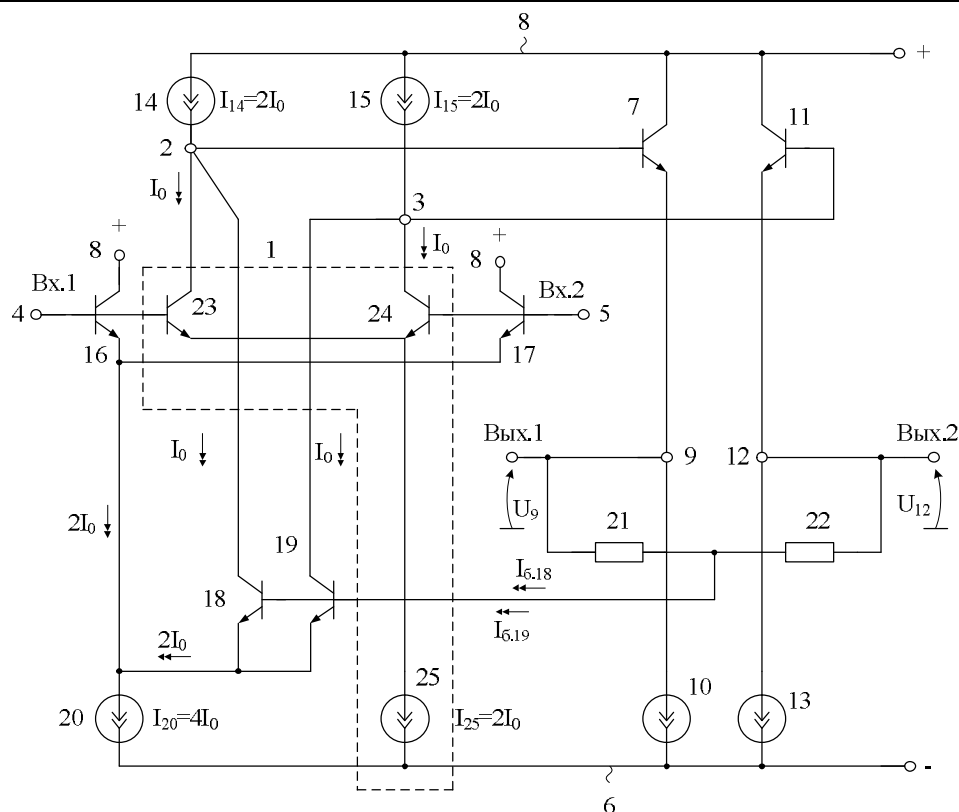 8
+
14
I₁₄=2I₀
15
I₁₅=2I₀
7
11
2
I₀
3
I₀
1
+
8
+
8
Вх.1
Вх.2
4
23
24
5
16
17
I₀
I₀
Вых.1
9
12
Вых.2
U₉
U₁₂
2I₀
21
22
19
Iб.18
18
Iб.19
2I₀
25
10
13
20
I₂₀=4I₀
I₂₅=2I₀
6
-